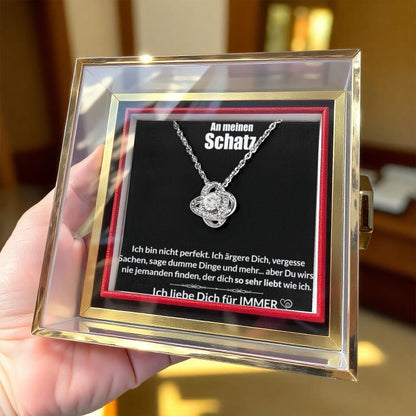 An meinen
Schatz
Ich bin nicht perfekt. Ich ärgere Dich, vergesse
Sachen, sage dumme Dinge und mehr... aber Du wirst
nie jemanden finden, der dich so sehr liebt wie ich.
Ich liebe Dich für IMMER